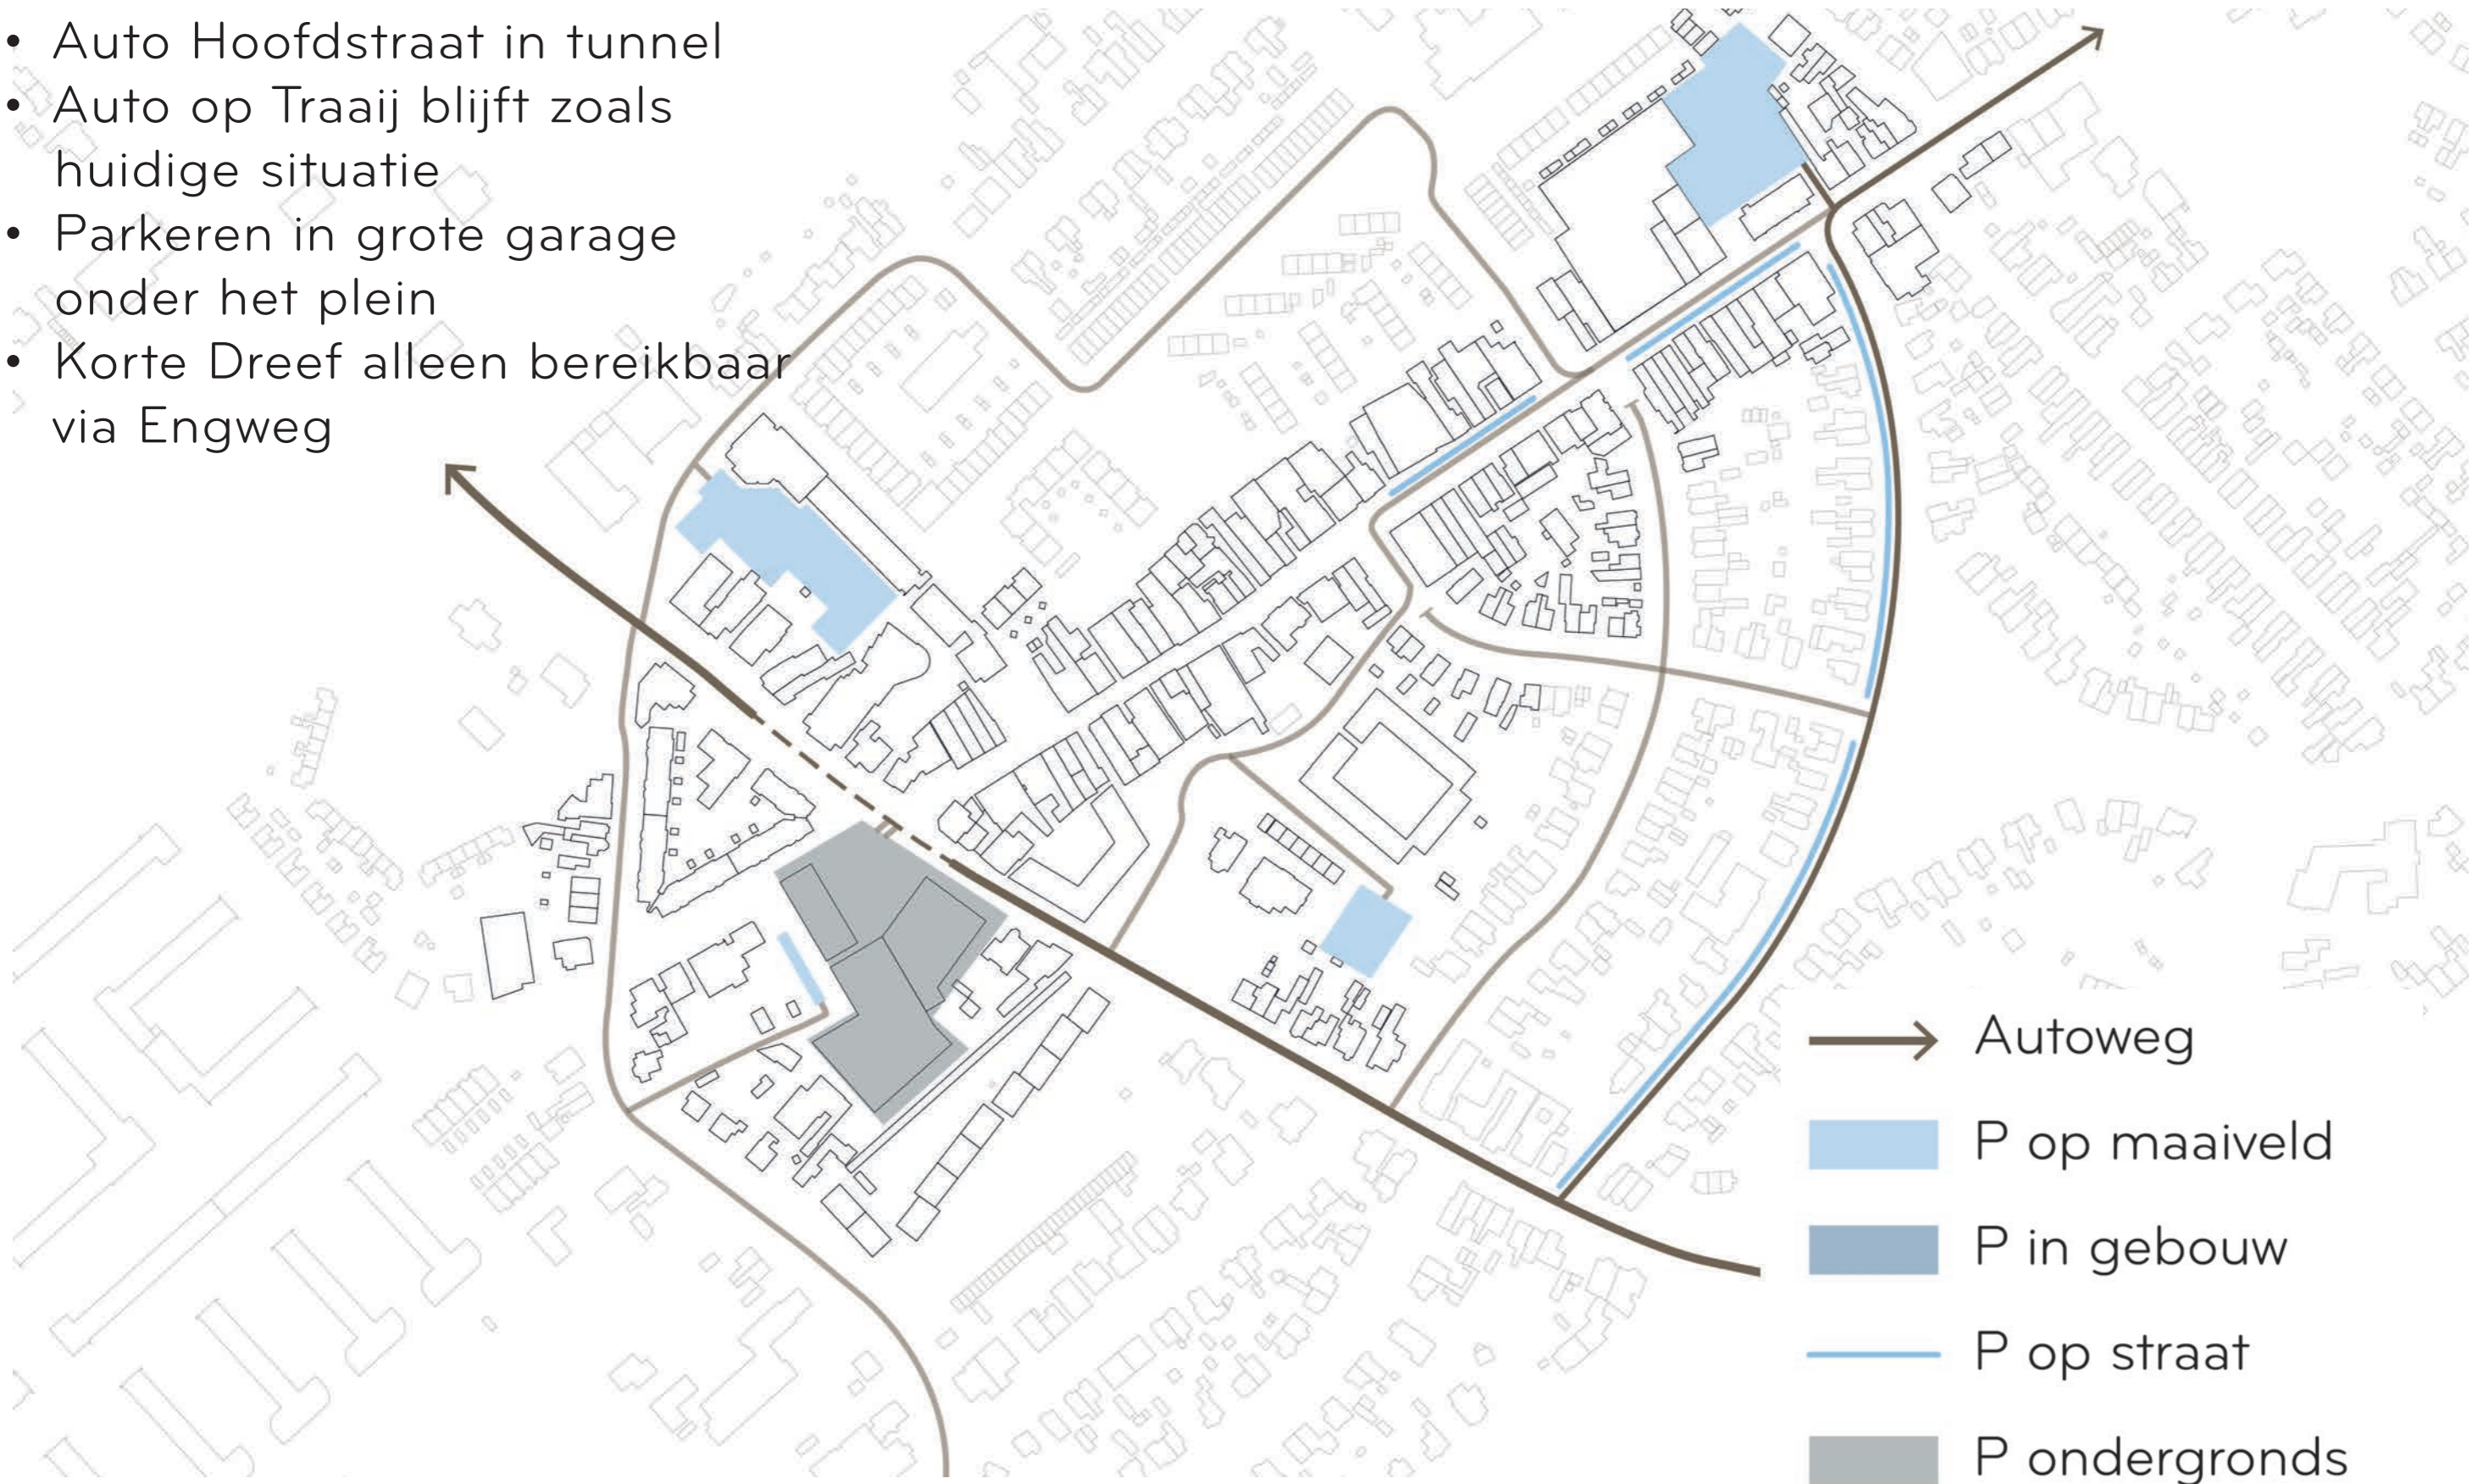 • Auto Hoofdstraat in tunnel
• Auto op Traaij blijft zoals
huidige situatie
• Parkeren in grote garage
onder het plein
• Korte Dreef alleen bereikbaar
via Engweg
Autoweg
P op maaiveld
P in gebouw
P op straat
P ondergronds